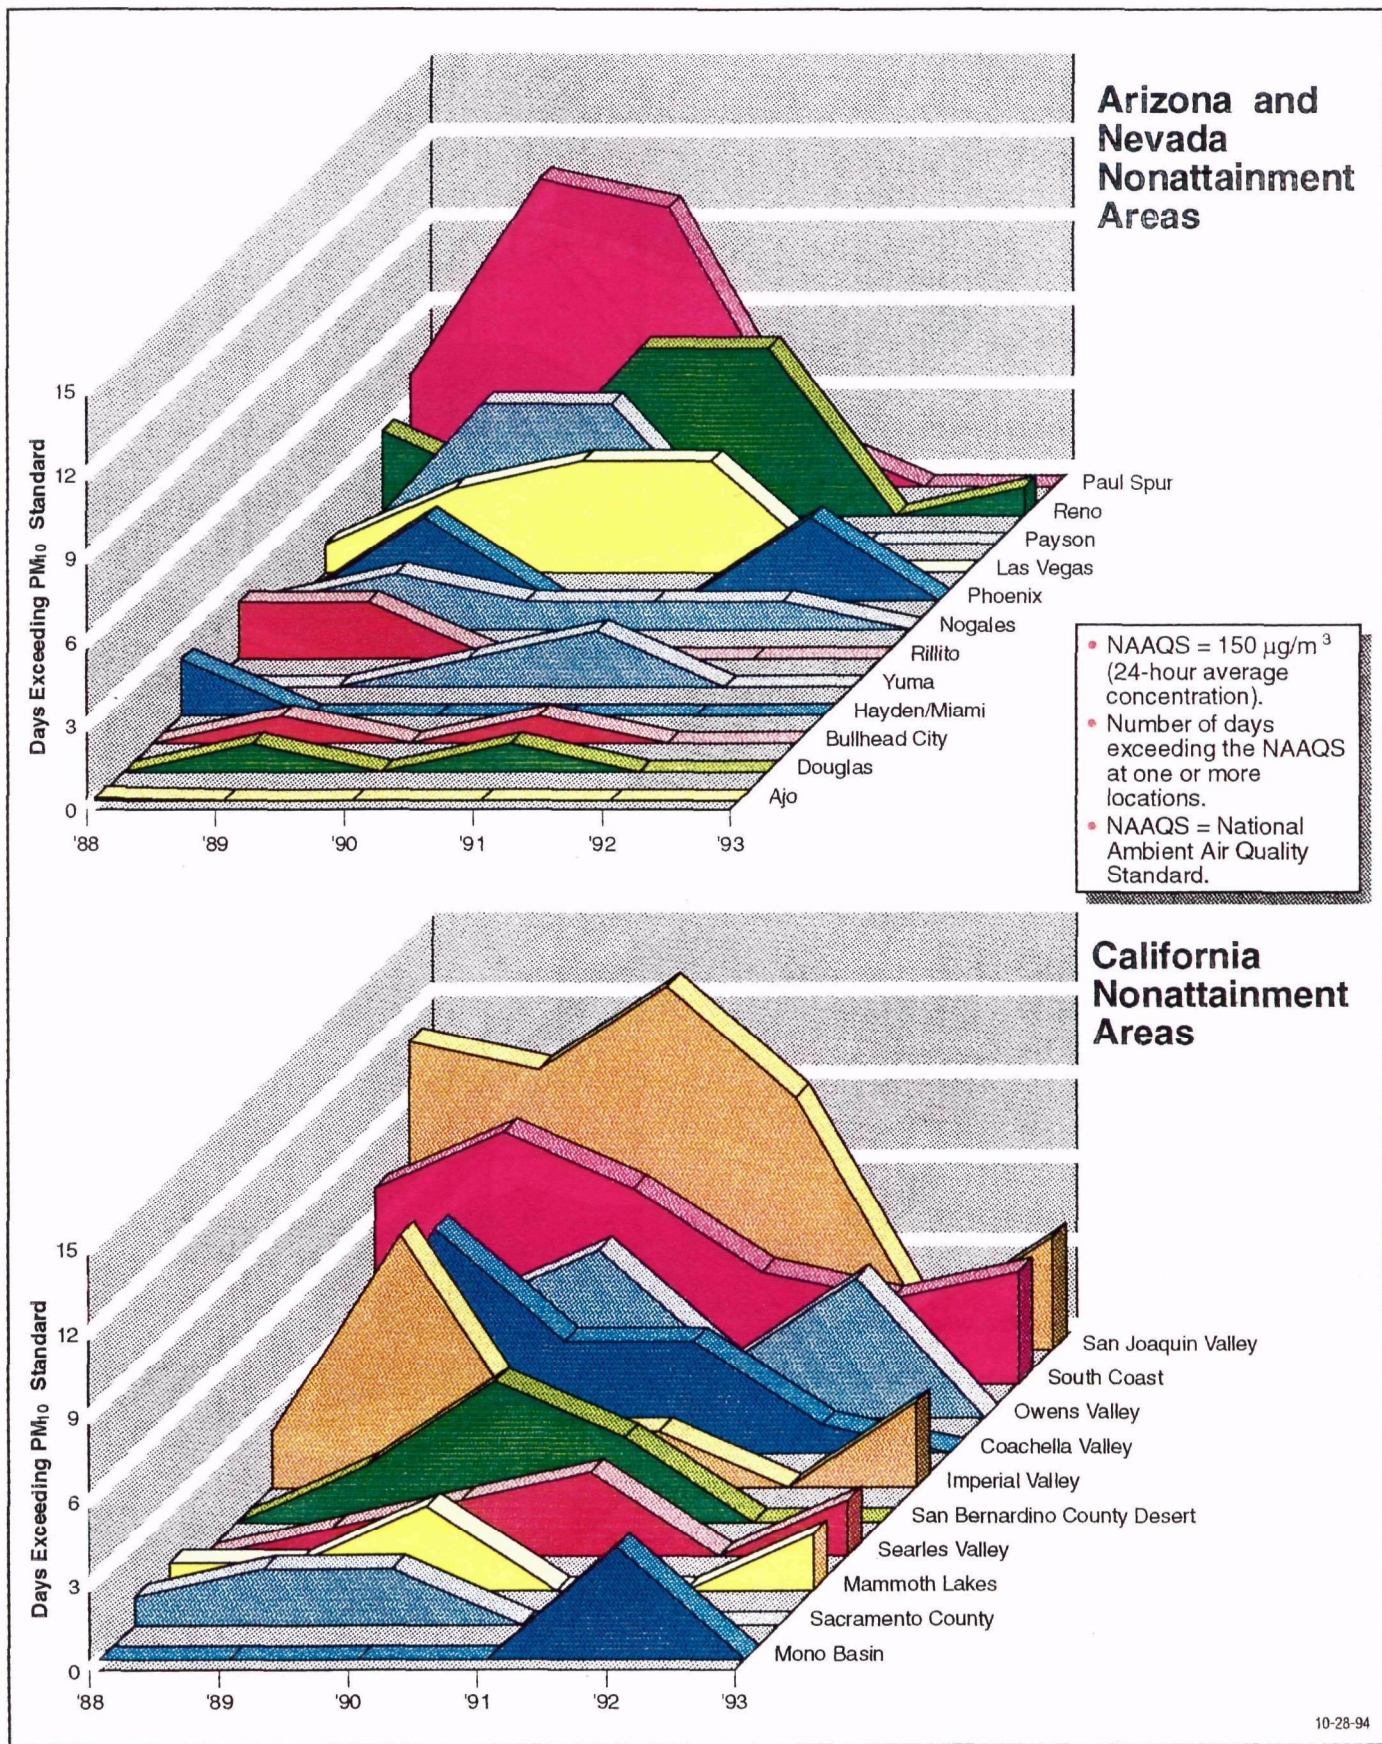 Arizona and
Nevada
Nonattainment
Areas
Days Exceeding PM10 Standard
15
12
9
6
3
0
'88
'89
'90
'91
'92
'93
Paul Spur
Reno
Payson
Las Vegas
Phoenix
Nogales
Rillito
Yuma
Hayden/Miami
Bullhead City
Douglas
Ajo
• NAAQS = 150 µg/m³
(24-hour average
concentration).
• Number of days
exceeding the NAAQS
at one or more
locations.
• NAAQS = National
Ambient Air Quality
Standard.
California
Nonattainment
Areas
Days Exceeding PM10 Standard
15
12
9
6
3
0
'88
'89
'90
'91
'92
'93
San Joaquin Valley
South Coast
Owens Valley
Coachella Valley
Imperial Valley
San Bernardino County Desert
Searles Valley
Mammoth Lakes
Sacramento County
Mono Basin
10-28-94